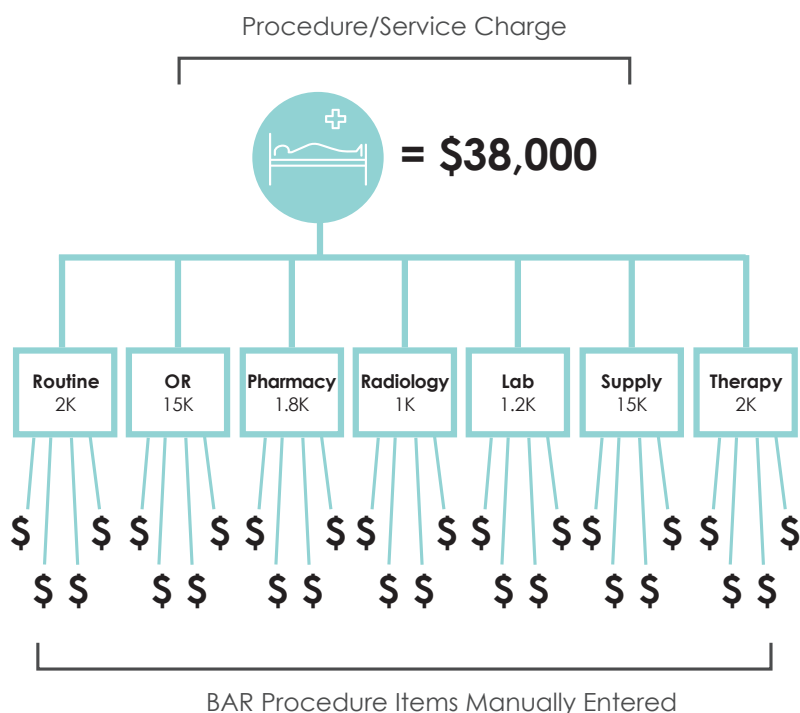 Procedure/Service Charge
= $38,000
Routine
2K
OR
15K
Pharmacy
1.8K
Radiology
1K
Lab
1.2K
Supply
15K
Therapy
2K
$ $ $ $ $ $ $ $ $ $ $ $ $ $
$ $ $ $ $ $ $ $ $ $ $ $ $ $
BAR Procedure Items Manually Entered